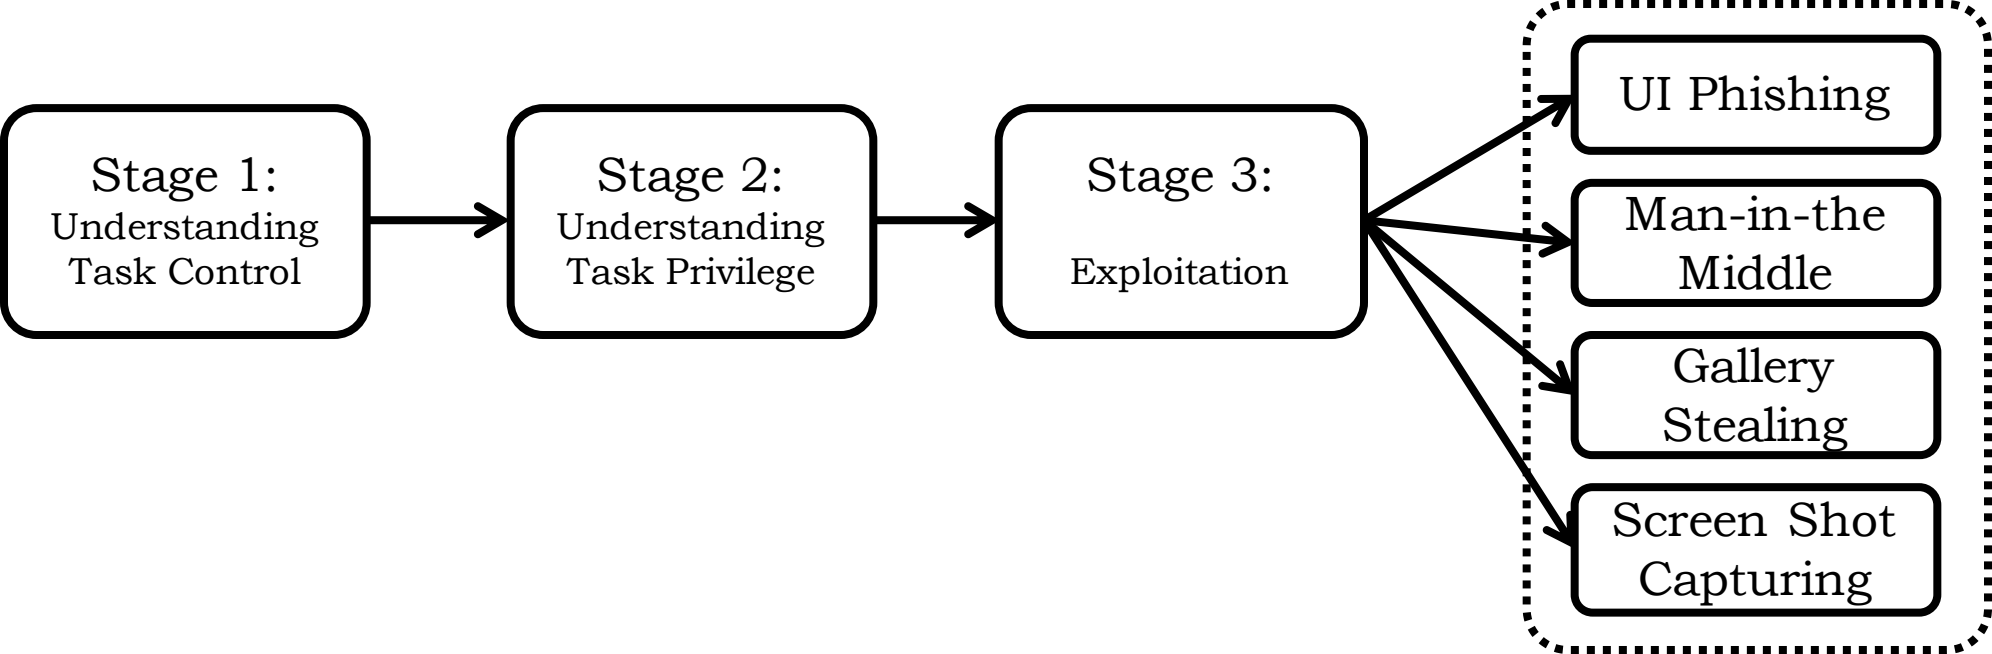 Stage 1:
Understanding
Task Control
Stage 2:
Understanding
Task Privilege
Stage 3:
Exploitation
UI Phishing
Man-in-the
Middle
Gallery
Stealing
Screen Shot
Capturing